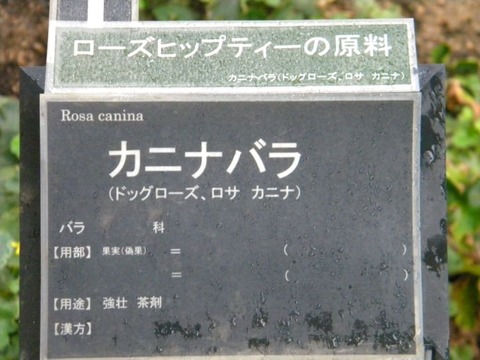 ローズヒップティーの原料
カニナバラ(ドッグローズ、ロサ カニナ)
Rosa canina
カニナバラ
(ドッグローズ、ロサ カニナ)
バラ 科
【用部】 果実(偽果) = ( )
= ( )
【用途】 強壮 茶剤
【漢方】